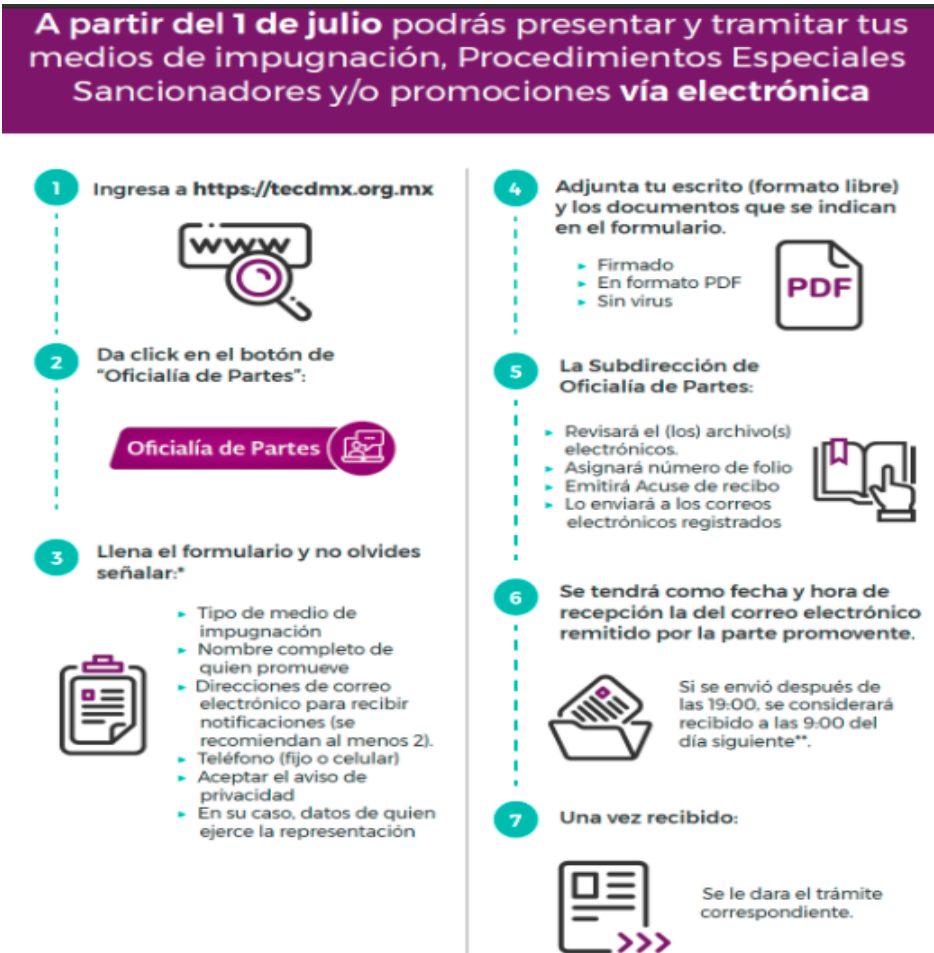 A partir del 1 de julio podrás presentar y tramitar tus
medios de impugnación, Procedimientos Especiales
Sancionadores y/o promociones vía electrónica
1
Ingresa a https://tecdmx.org.mx
www
2
Da click en el botón de
“Oficialía de Partes”:
Oficialía de Partes
3
Llena el formulario y no olvides
señalar:*
► Tipo de medio de
impugnación
► Nombre completo de
quien promueve
► Direcciones de correo
electrónico para recibir
notificaciones (se
recomiendan al menos 2).
► Teléfono (fijo o celular)
► Aceptar el aviso de
privacidad
► En su caso, datos de quien
ejerce la representación
4
Adjunta tu escrito (formato libre)
y los documentos que se indican
en el formulario.
► Firmado
► En formato PDF
► Sin virus
PDF
5
La Subdirección de
Oficialía de Partes:
► Revisará el (los) archivo(s)
electrónicos.
► Asignará número de folio
► Emitirá Acuse de recibo
► Lo enviará a los correos
electrónicos registrados
6
Se tendrá como fecha y hora de
recepción la del correo electrónico
remitido por la parte promovente.
Si se envió después de
las 19:00, se considerará
recibido a las 9:00 del
día siguiente**.
7
Una vez recibido:
Se le dara el trámite
correspondiente.